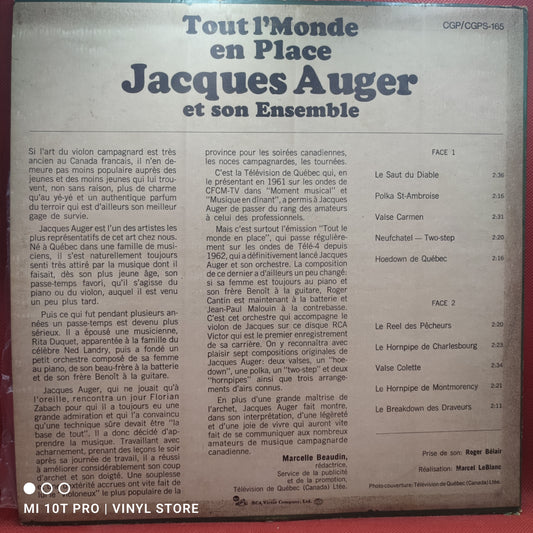 Tout l'Monde
en Place
Jacques Auger
et son Ensemble
CGP/CGPS-165
Si l'art du violon campagnard est très
ancien au Canada francais, il n'en de-
meure pas moins populaire auprès des
jeunes et des moins jeunes qui lui trou-
vent, non sans raison, plus de charme
qu'au yé-yé et un authentique parfum
du terroir qui est d'ailleurs son meilleur
gage de survie.
Jacques Auger est l'un des artistes les
plus représentatifs de cet art chez nous.
Né à Québec dans une famille de musi-
ciens, il s'est naturellement toujours
senti très attiré par la musique dont il
faisait, dès son plus jeune âge, son
passe-temps favori, qu'il s'agisse du
piano ou du violon, auquel il est venu
un peu plus tard.
Puis ce qui fut pendant plusieurs an-
nées un passe-temps est devenu plus
sérieux. Il a épouse une musicienne,
Rita Duquet, apparentée à la famille du
célèbre Ned Landry, puis a fondé un
petit orchestre composé de sa femme
au piano, de son beau-frère à la batterie
et de son frère Benoît à la guitare.
Jacques Auger, qui ne jouait qu'à
l'oreille, rencontra un jour Florian
Zabach pour qui il a toujours eu une
grande admiration et qui l'a convaincu
qu'une technique sûre devait être "la
base de tout". Il a donc décidé d'ap-
prendre la musique. Travaillant avec
acharnement, prenant des leçons le soir
après sa journée de travail, il a réussi
à améliorer considérablement son coup
d'archet et son doigté. Une souplesse
dextérité accrues ont vite fait de
le "violoneux" le plus populaire de la
province pour les soirées canadiennes,
les noces campagnardes, les tournées.
C'est la Télévision de Québec qui, en
le présentant en 1961 sur les ondes de
CFCM-TV dans "Moment musical" et
"Musique en dînant", a permis à Jacques
Auger de passer du rang des amateurs
à celui des professionnels.
Mais c'est surtout l'émission "Tout le
monde en place", qui passe régulière-
ment sur les ondes de Télé-4 depuis
1962, qui a définitivement lancé Jacques
Auger et son orchestre. La composition
de ce dernier a d'ailleurs un peu changé:
si sa femme est toujours au piano et
son frère Benoît à la guitare, Roger
Cantin est maintenant à la batterie et
Jean-Paul Malouin à la contrebasse.
C'est cet orchestre qui accompagne le
violon de Jacques sur ce disque RCA
Victor qui est le premier enregistrement
de sa carrière. On y reconnaîtra avec
plaisir sept compositions originales de
Jacques Auger: deux valses, un "hoe-
down", une polka, un "two-step" et deux
"hornpipes" ainsi que trois arrange-
ments d'airs connus.
En plus d'une grande maîtrise de
l'archet, Jacques Auger fait montre,
dans son interprétation, d'une légèreté
et d'une joie de vivre qui auront vite
fait de se communiquer aux nombreux
amateurs de musique campagnarde
canadienne.
Marcelle Beaudin,
rédactrice,
Service de la publicité
et de la promotion,
Télévision de Québec (Canada) Ltée.
FACE 1
Le Saut du Diable 2:36
Polka St-Ambroise 2:16
Valse Carmen 2:31
Neufchatel — Two-step 2:20
Hoedown de Québec 2:16
FACE 2
Le Reel des Pêcheurs 2:20
Le Hornpipe de Charlesbourg 2:23
Valse Colette 2:34
Le Hornpipe de Montmorency 2:21
Le Breakdown des Draveurs 2:11
Prise de son: Roger Bélair
Réalisation: Marcel LeBlanc
Photo couverture: Télévision de Québec (Canada) Ltée.
RCA Victor Company, Ltd.
MI 10T PRO | VINYL STORE